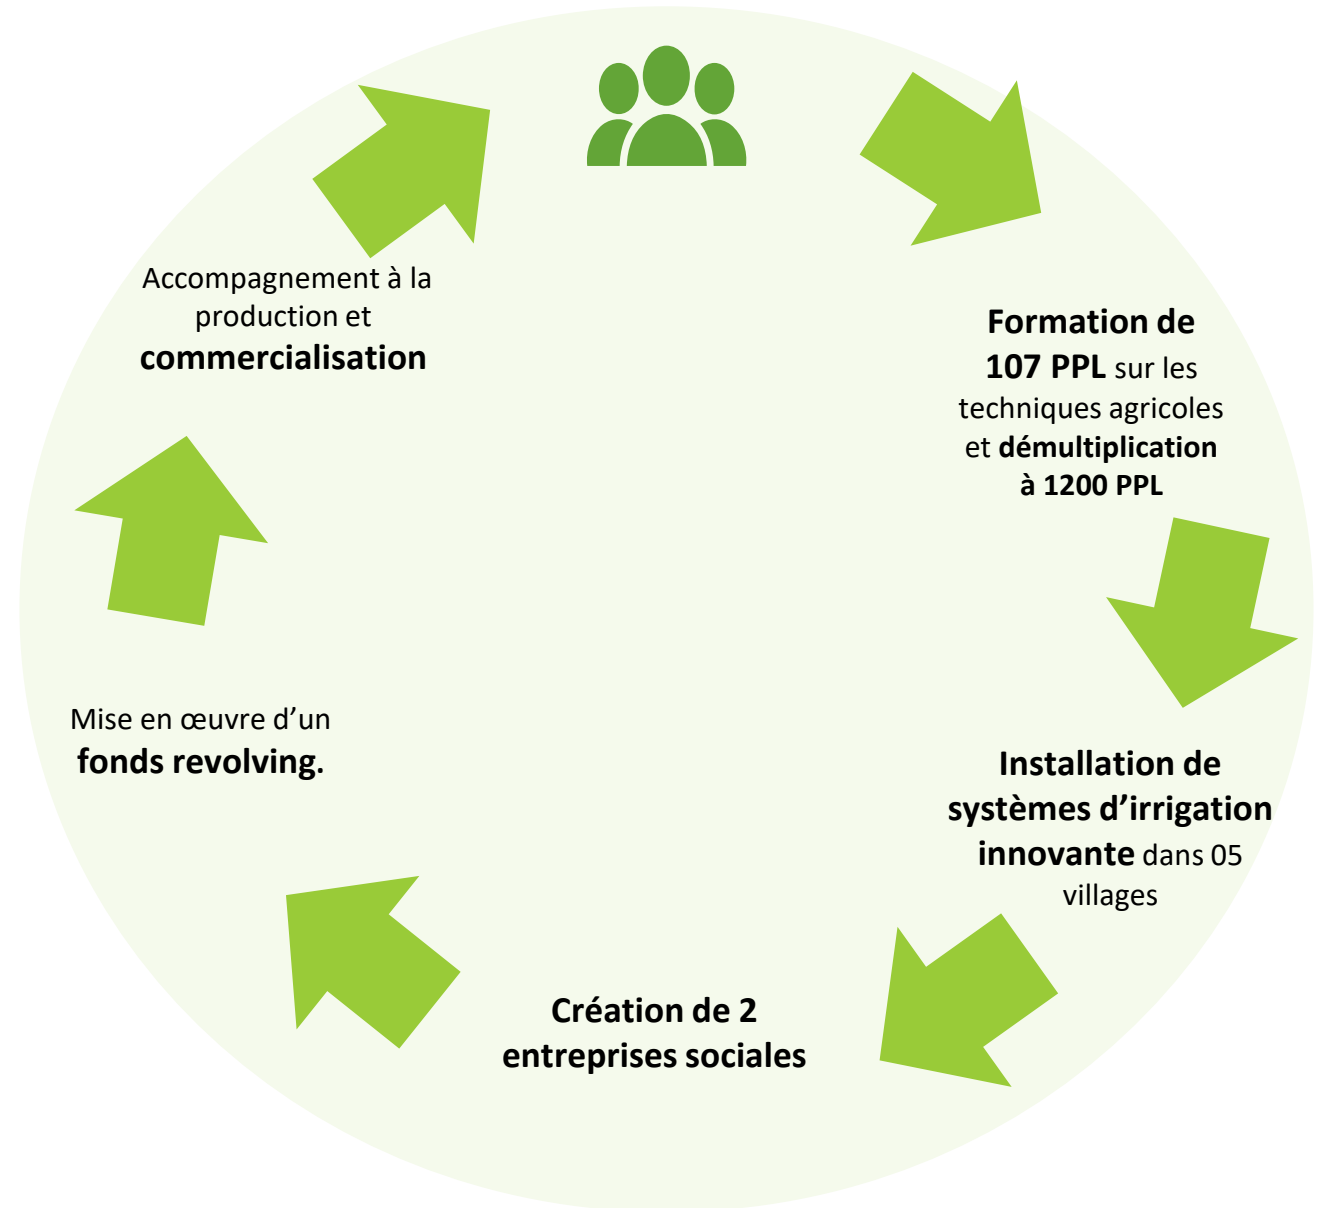 Accompagnement à la
production et
commercialisation
Formation de
107 PPL sur les
techniques agricoles
et démultiplication
à 1200 PPL
Installation de
systèmes d’irrigation
innovante dans 05
villages
Création de 2
entreprises sociales
Mise en œuvre d’un
fonds revolving.